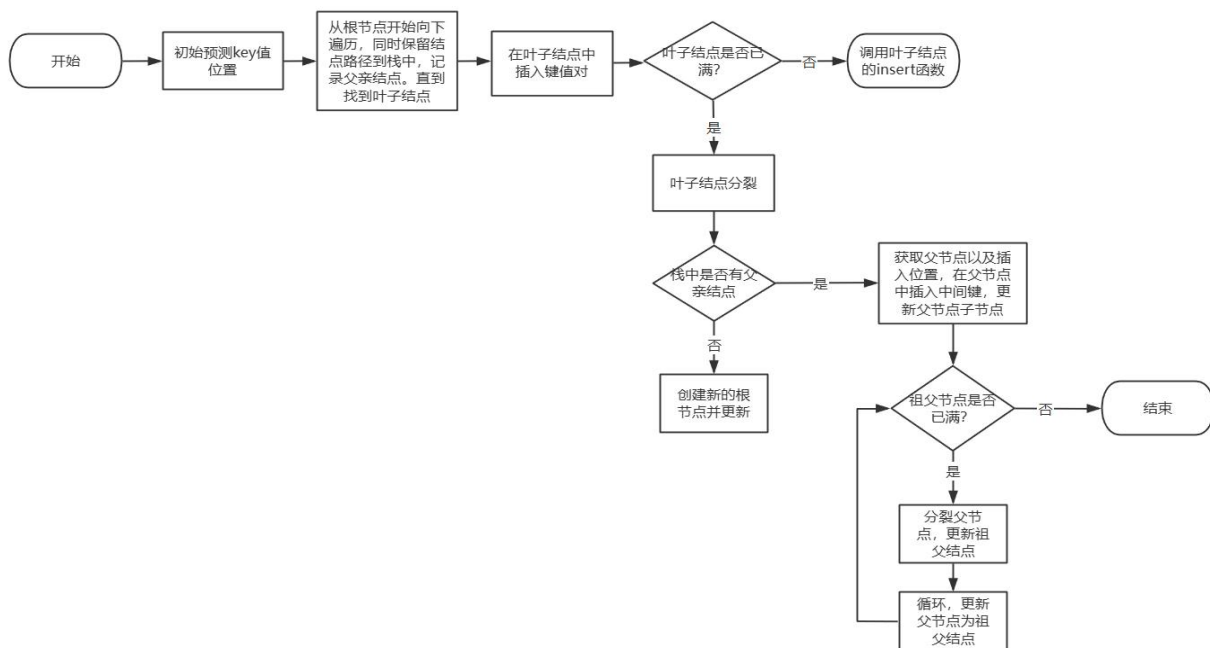 开始
初始预测key值
位置
从根节点开始向下
遍历，同时保留结
点路径到栈中，记
录父亲结点。直到
找到叶子结点
在叶子结点中
插入键值对
叶子结点是否已
满？
否
调用叶子结点
的insert函数
是
叶子结点分裂
栈中是否有父
亲结点
是
获取父节点以及插
入位置，在父节点
中插入中间键，更
新父节点子节点
否
创建新的根
节点并更新
祖父节点是否
已满？
否
结束
是
分裂父节
点，更新祖
父结点
循环，更新
父节点为祖
父结点